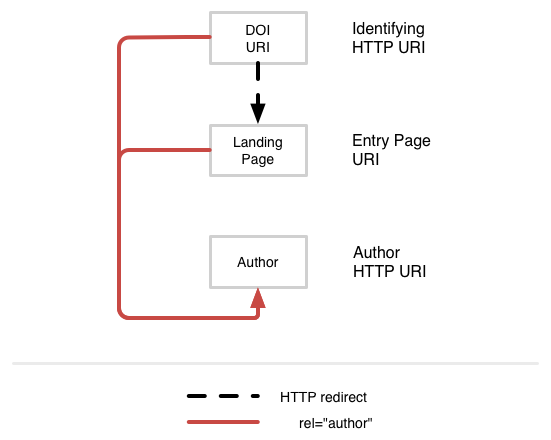 DOI
URI
Identifying
HTTP URI
Landing
Page
Entry Page
URI
Author
Author
HTTP URI
HTTP redirect
rel="author"